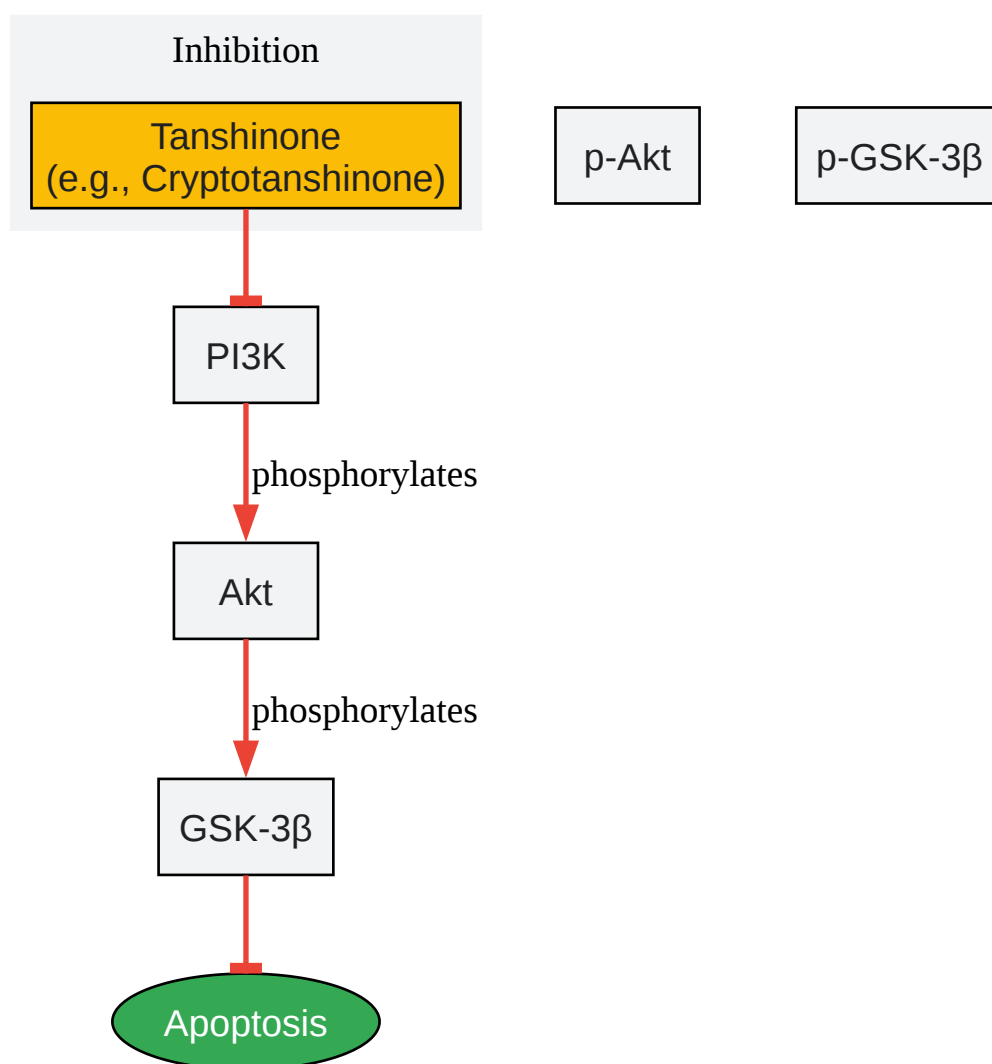 Inhibition
Tanshinone
(e.g., Cryptotanshinone)
p-Akt
p-GSK-3β
PI3K
phosphorylates
Akt
phosphorylates
GSK-3β
Apoptosis